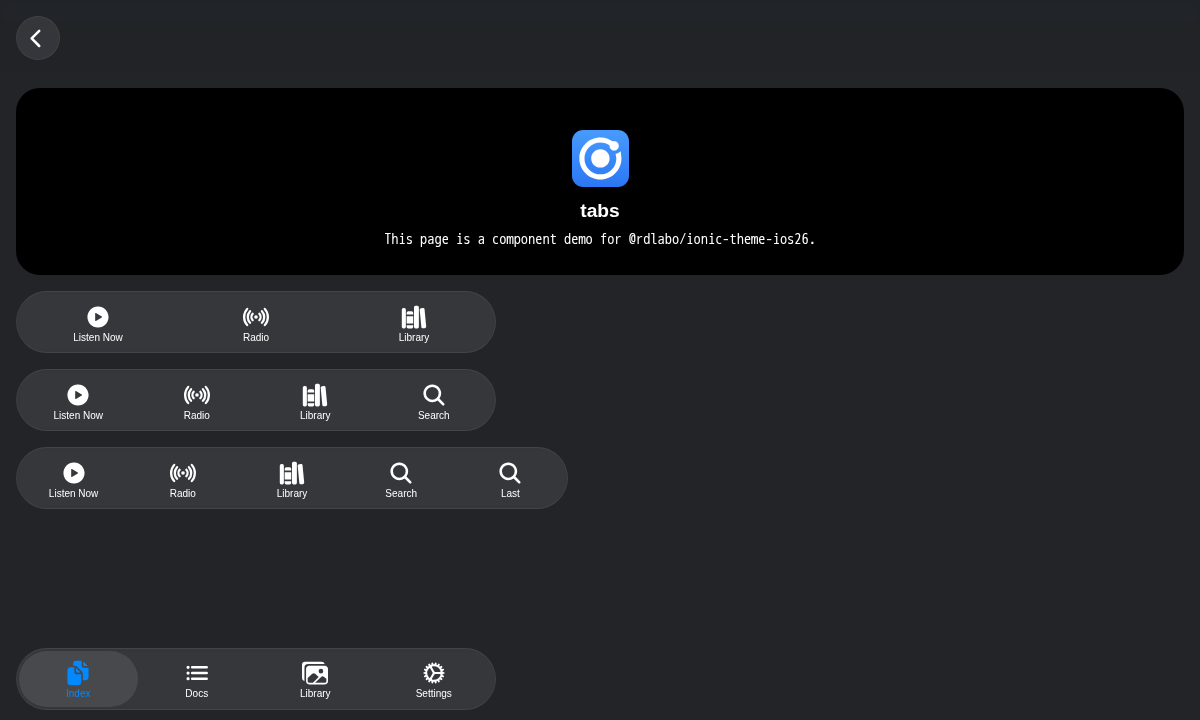 tabs
This page is a component demo for @rdlabo/ionic-theme-ios26.
Listen Now Radio Library
Listen Now Radio Library Search
Listen Now Radio Library Search Last
Index Docs Library Settings